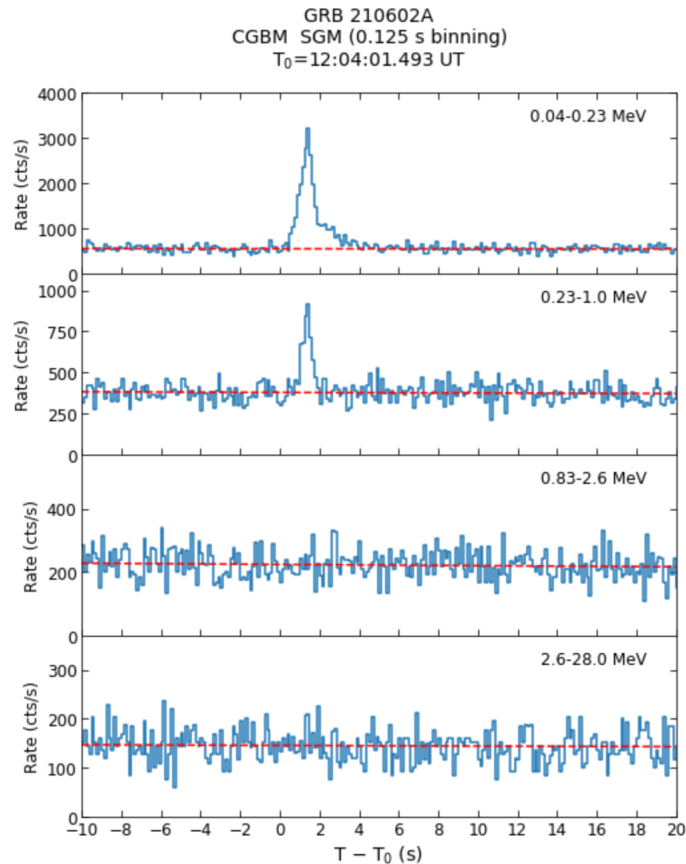 GRB 210602A
CGBM SGM (0.125 s binning)
T₀=12:04:01.493 UT
4000
3000
2000
1000
0
Rate (cts/s)
0.04-0.23 MeV
1000
750
500
250
0
Rate (cts/s)
0.23-1.0 MeV
400
200
0
Rate (cts/s)
0.83-2.6 MeV
300
200
100
0
Rate (cts/s)
2.6-28.0 MeV
−10 −8 −6 −4 −2 0 2 4 6 8 10 12 14 16 18 20
T − T₀ (s)